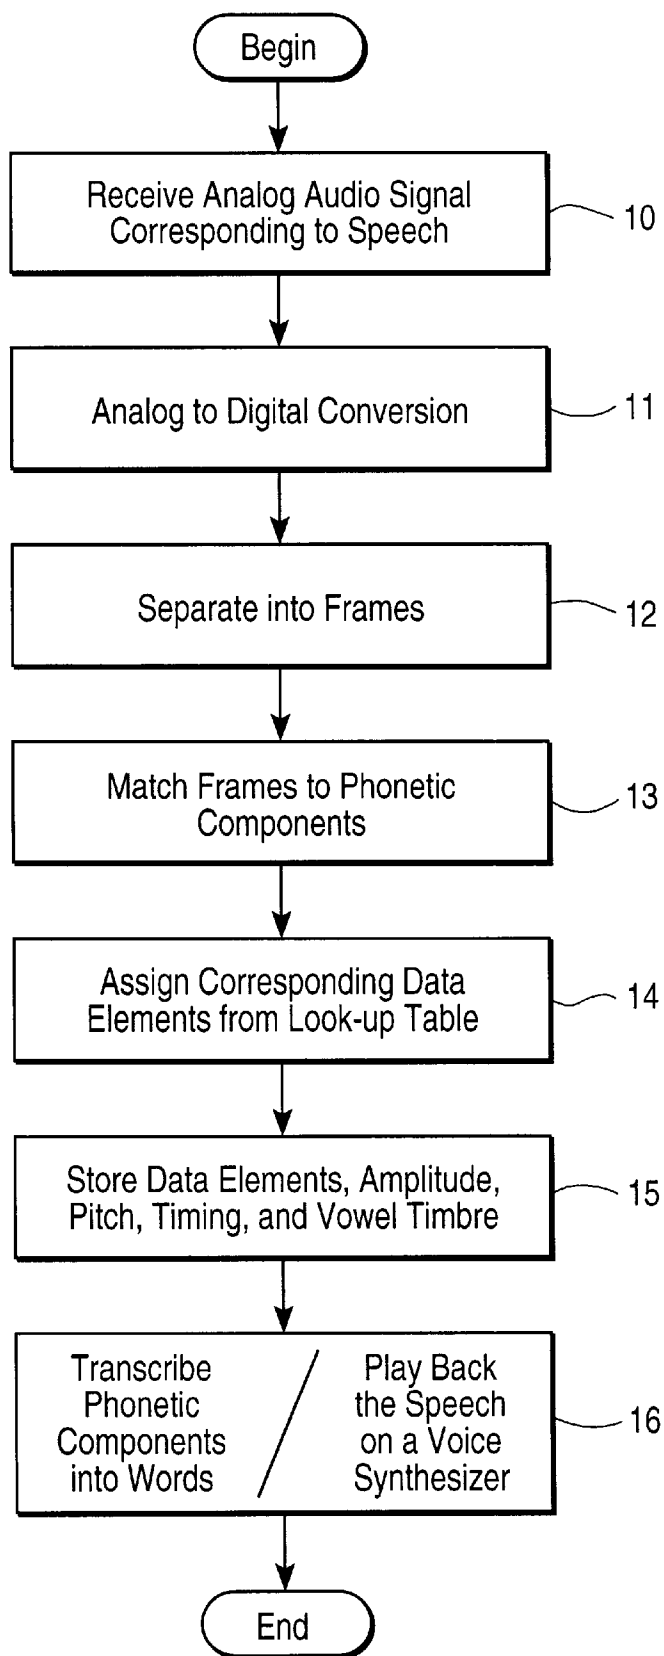 Begin
Receive Analog Audio Signal
Corresponding to Speech
10
Analog to Digital Conversion
11
Separate into Frames
12
Match Frames to Phonetic
Components
13
Assign Corresponding Data
Elements from Look-up Table
14
Store Data Elements, Amplitude,
Pitch, Timing, and Vowel Timbre
15
Transcribe
Phonetic
Components
into Words
/
Play Back
the Speech
on a Voice
Synthesizer
16
End